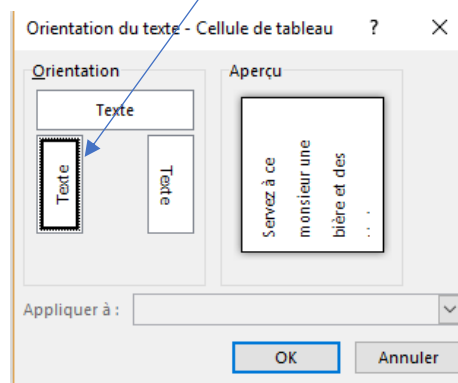 Orientation du texte - Cellule de tableau ?
Orientation
Aperçu
Texte
Texte
Texte
Servez à ce
monsieur une
bière et des
Appliquer à :
OK
Annuler